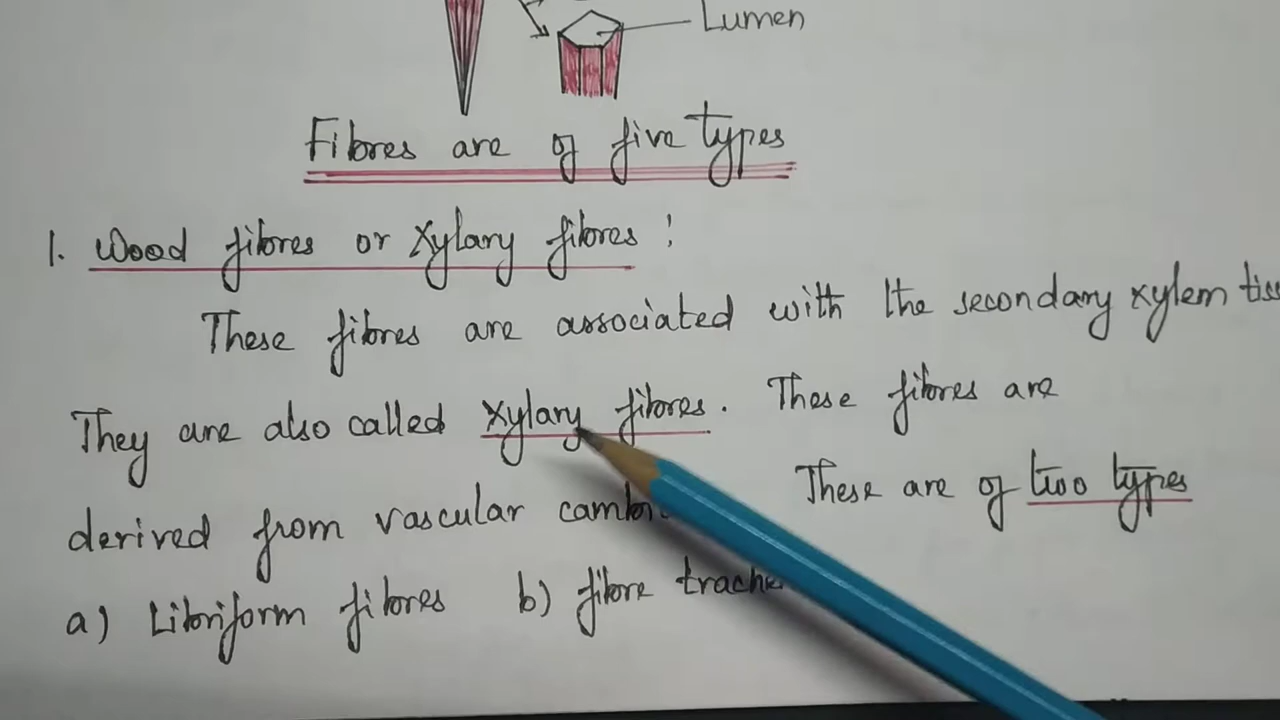 Lumen
Fibres are of five types
1. Wood fibres or Xylary fibres :
These fibres are associated with the secondary xylem
They are also called Xylary fibres. These fibres are
derived from vascular These are of two types
a) Libriform fibres b) fibre